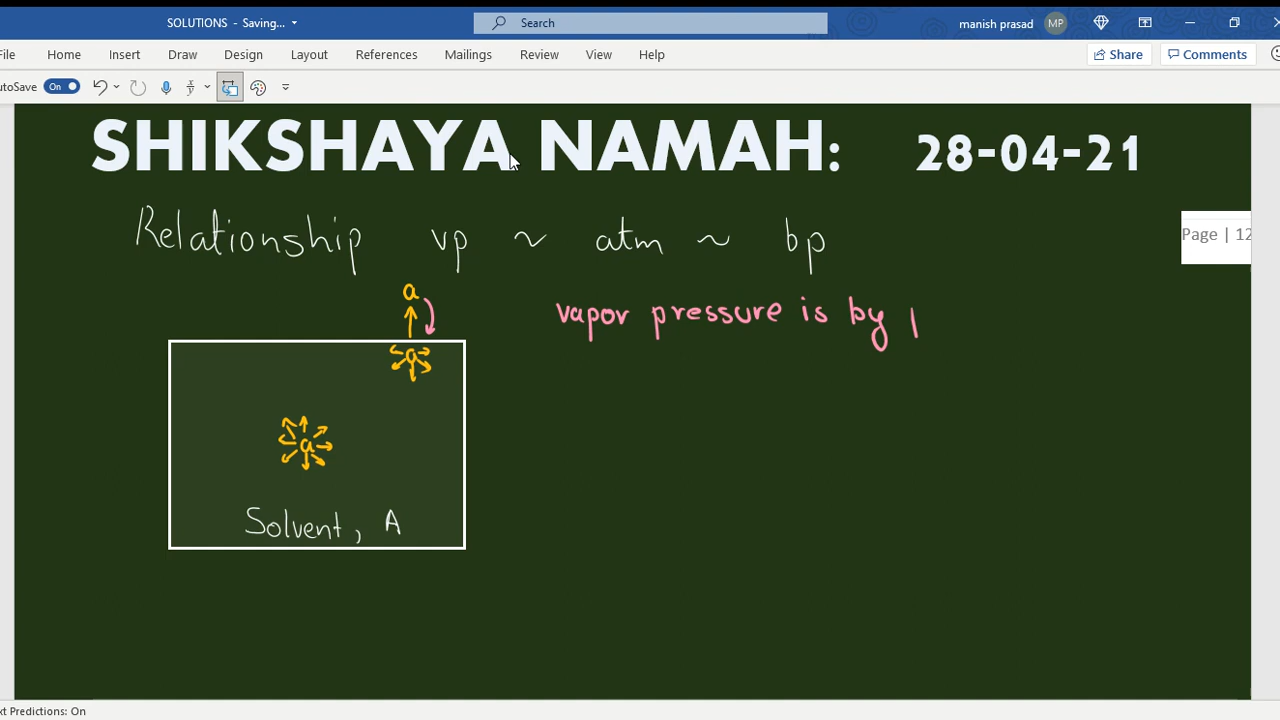 SOLUTIONS - Saving...
Search
manish prasad MP
File Home Insert Draw Design Layout References Mailings Review View Help Share Comments
utoSave On
SHIKSHAYA NAMAH: 28-04-21
Relationship vp ~ atm ~ bp
Page | 12
a
vapor pressure is by
a
a
Solvent, A
xt Predictions: On